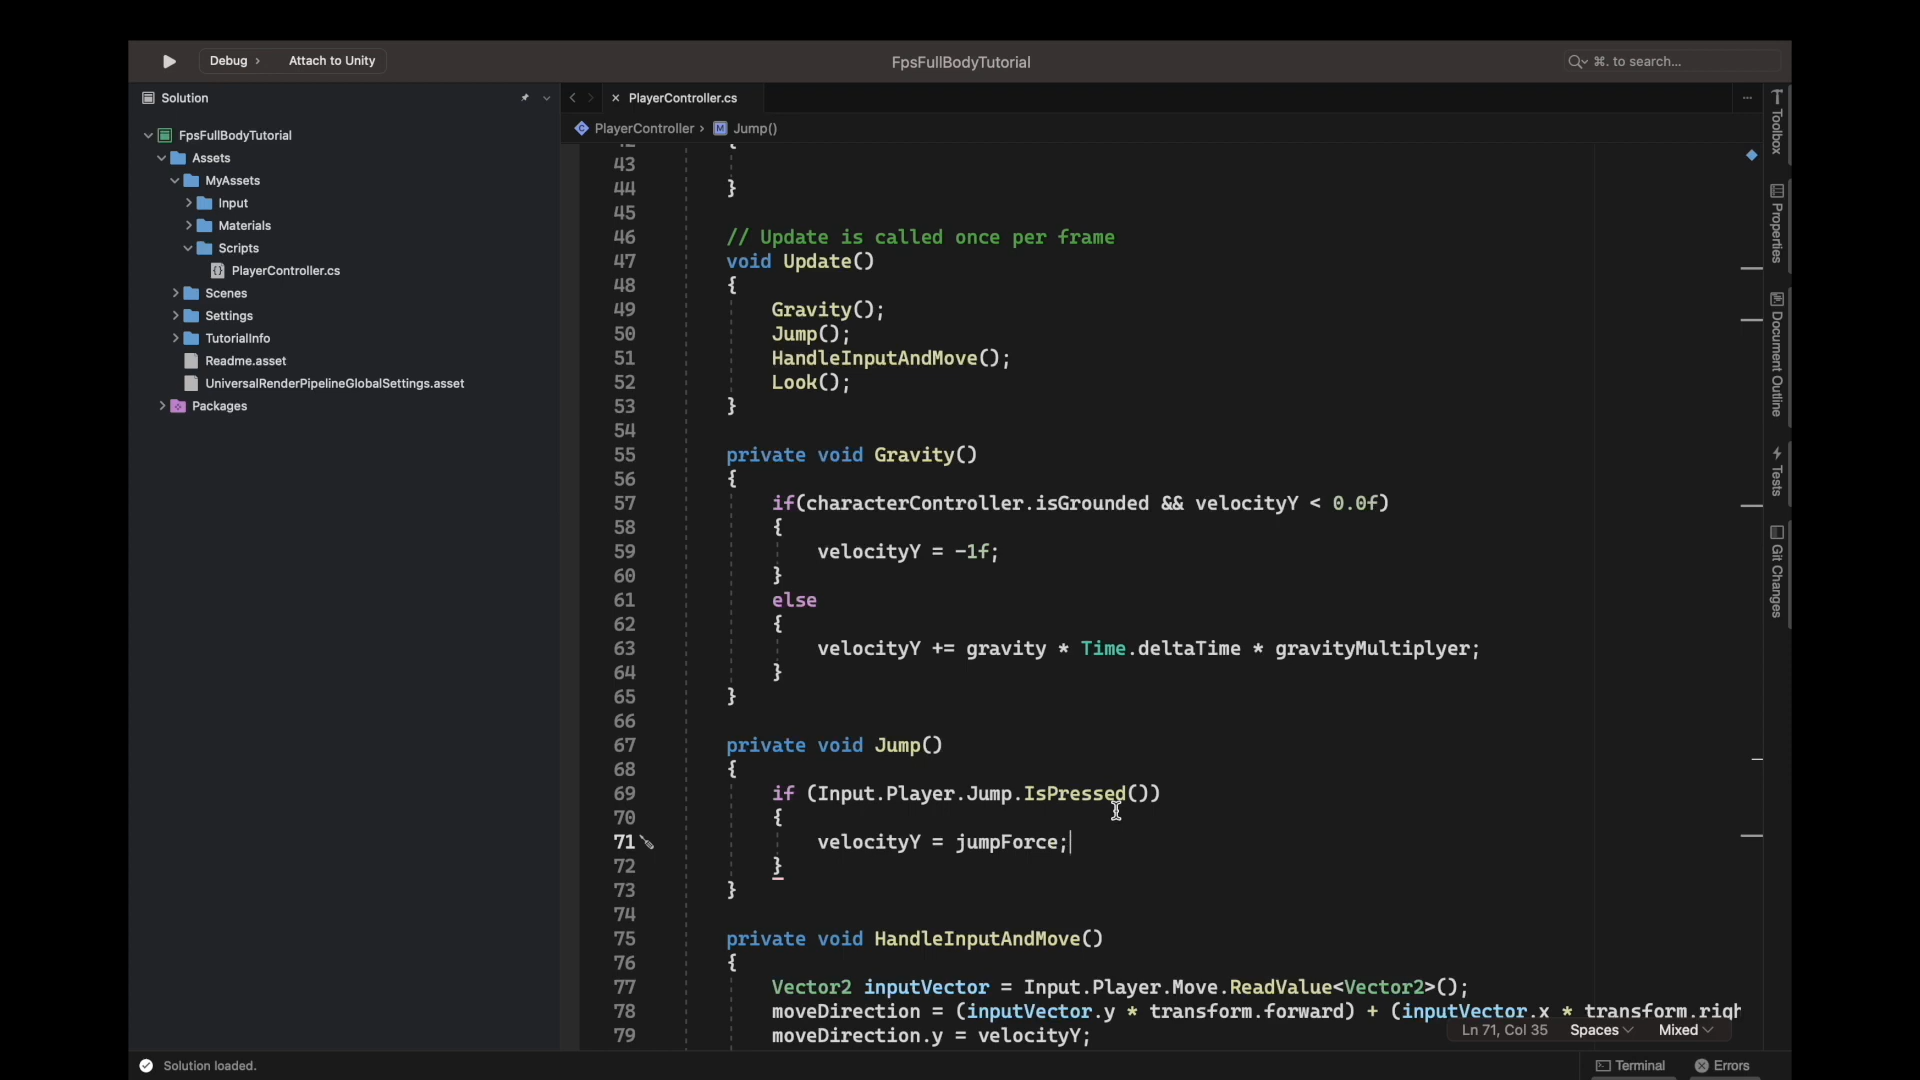 Debug › Attach to Unity
FpsFullBodyTutorial
⌘. to search...
Solution
FpsFullBodyTutorial
Assets
MyAssets
Input
Materials
Scripts
PlayerController.cs
Scenes
Settings
TutorialInfo
Readme.asset
UniversalRenderPipelineGlobalSettings.asset
Packages
PlayerController.cs
PlayerController › Jump()
43
44 }
45
46 // Update is called once per frame
47 void Update()
48 {
49 Gravity();
50 Jump();
51 HandleInputAndMove();
52 Look();
53 }
54
55 private void Gravity()
56 {
57 if(characterController.isGrounded && velocityY < 0.0f)
58 {
59 velocityY = -1f;
60 }
61 else
62 {
63 velocityY += gravity * Time.deltaTime * gravityMultiplyer;
64 }
65 }
66
67 private void Jump()
68 {
69 if (Input.Player.Jump.IsPressed())
70 {
71 velocityY = jumpForce;
72 }
73 }
74
75 private void HandleInputAndMove()
76 {
77 Vector2 inputVector = Input.Player.Move.ReadValue<Vector2>();
78 moveDirection = (inputVector.y * transform.forward) + (inputVector.x * transform.righ
79 moveDirection.y = velocityY;
Ln 71, Col 35 Spaces Mixed
Toolbox
Properties
Document Outline
Tests
Git Changes
Solution loaded.
Terminal
Errors